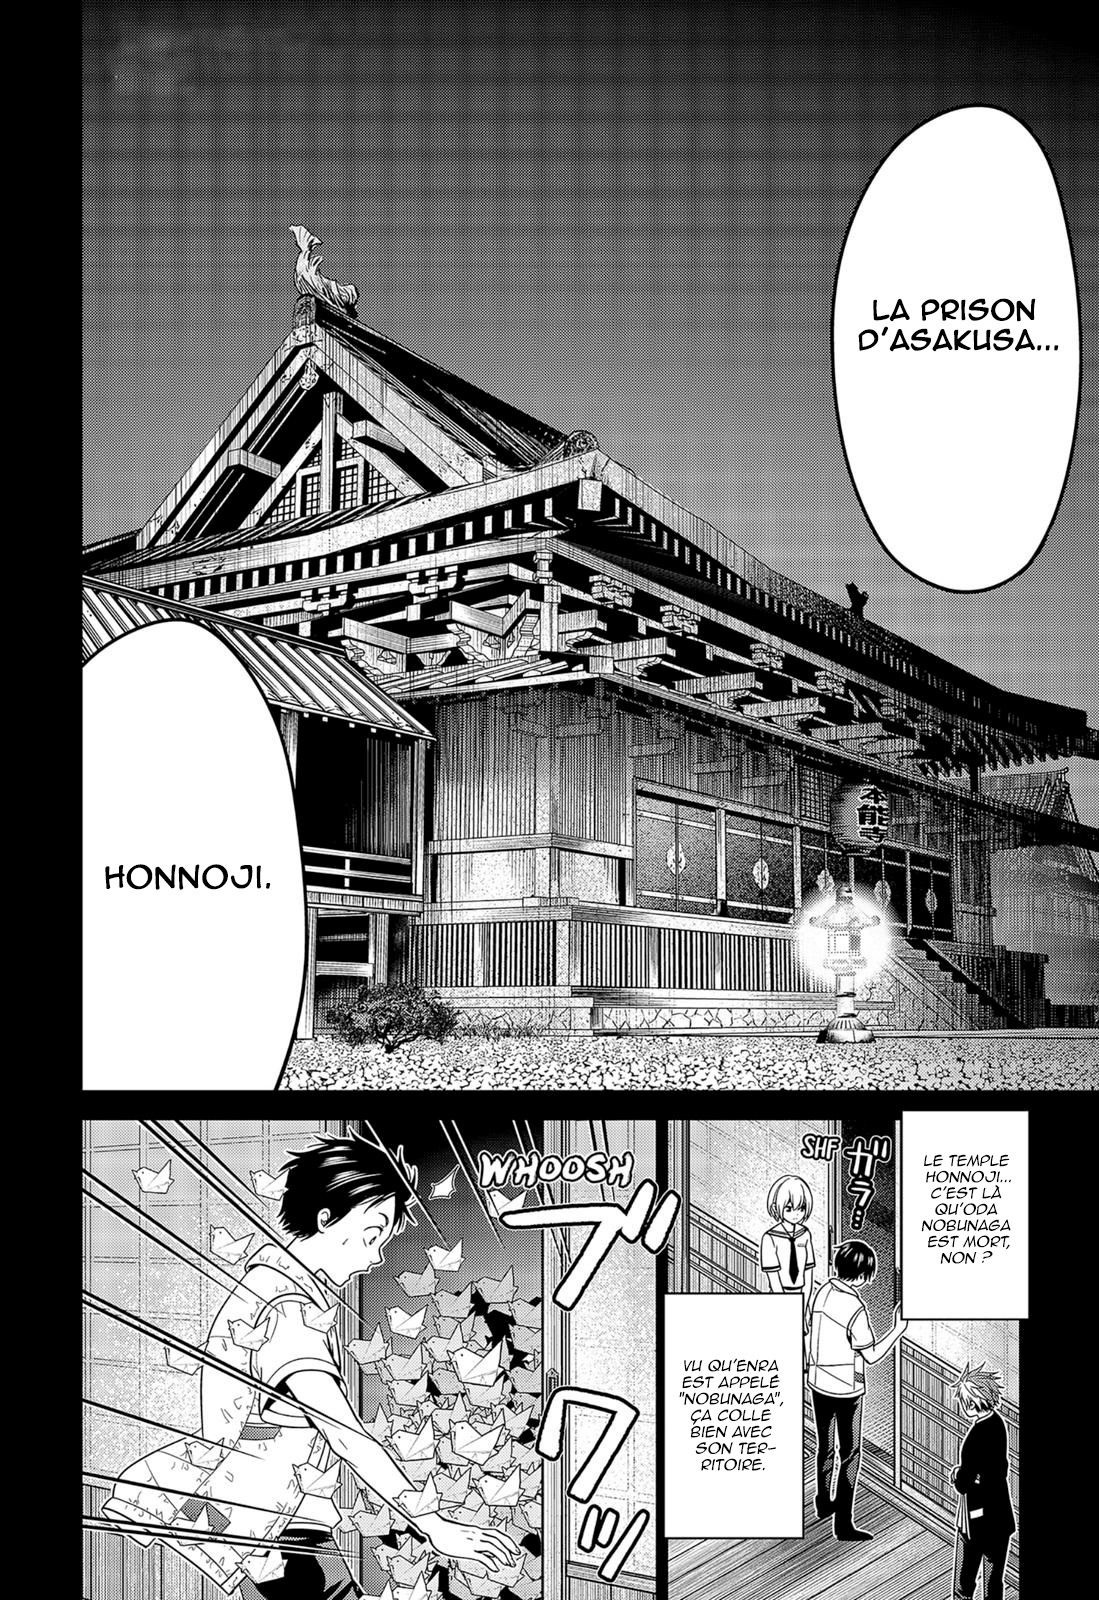 LA PRISON
D'ASAKUSA...
HONNOJI.
本
能
寺
LE TEMPLE
HONNOJI...
C'EST LÀ
QU'ODA
NOBUNAGA
EST MORT,
NON ?
SHF
ガラ…
VU QU'ENRA
EST APPELÉ
"NOBUNAGA",
ÇA COLLE
BIEN AVEC
SON TER-
RITOIRE.
WHOOSH
ブワッ